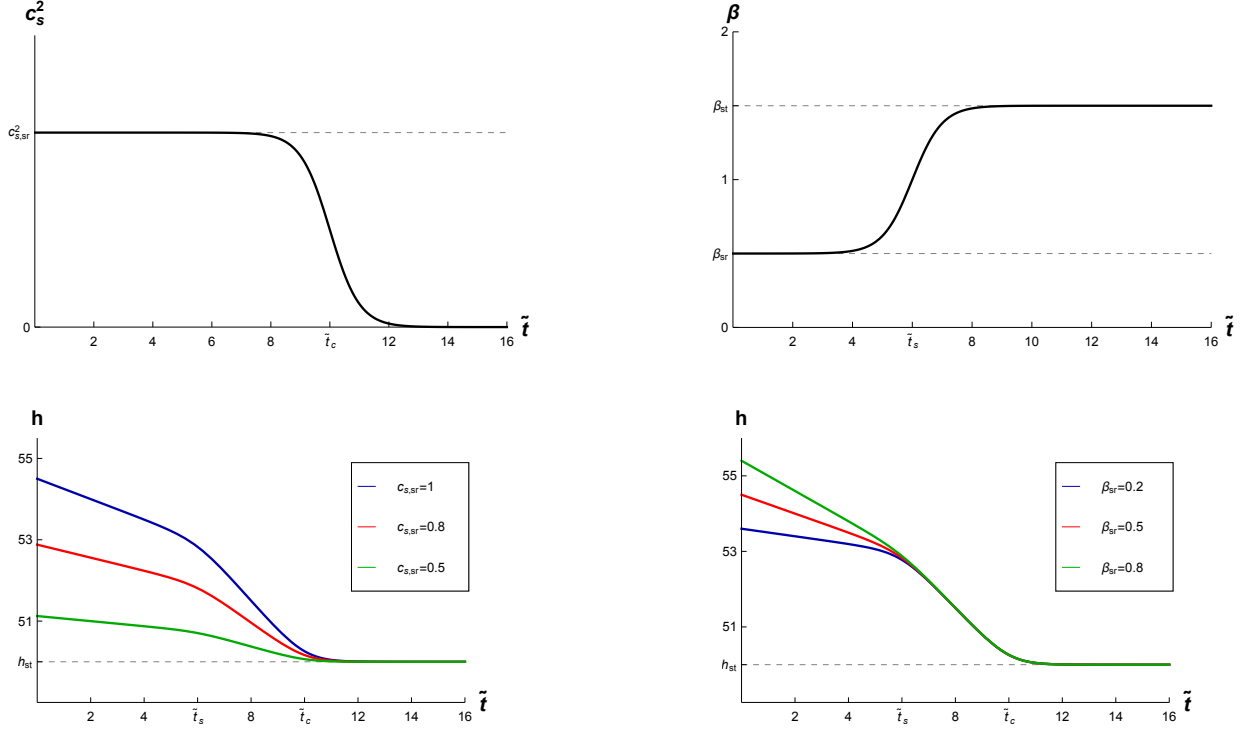 c_s^2
c_{s,sr}^2
0
2 4 6 8 t̃_c 12 14 16
t̃
β
2
β_st
1
β_sr
0
2 4 t̃_s 8 10 12 14 16
t̃
h
55
53
51
h_st
2 4 t̃_s 8 t̃_c 12 14 16
t̃
c_{s,sr}=1
c_{s,sr}=0.8
c_{s,sr}=0.5
h
55
53
51
h_st
2 4 t̃_s 8 t̃_c 12 14 16
t̃
β_sr=0.2
β_sr=0.5
β_sr=0.8